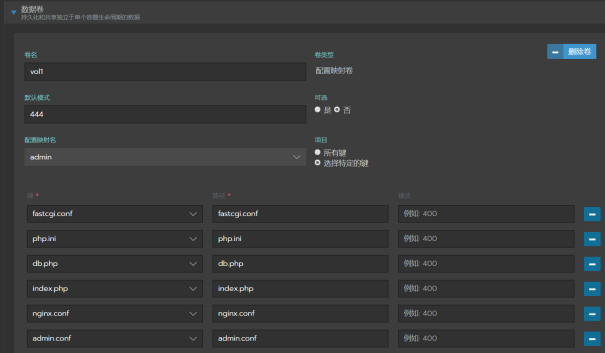 数据卷
持久化和共享独立于单个容器生命周期的数据
删除卷
卷名
卷类型
vol1
配置映射卷
默认模式
可选
444
是 否
配置映射名
项目
admin
所有键
选择特定的键
键 * 路径 * 模式
fastcgi.conf fastcgi.conf 例如: 400
php.ini php.ini 例如: 400
db.php db.php 例如: 400
index.php index.php 例如: 400
nginx.conf nginx.conf 例如: 400
admin.conf admin.conf 例如: 400